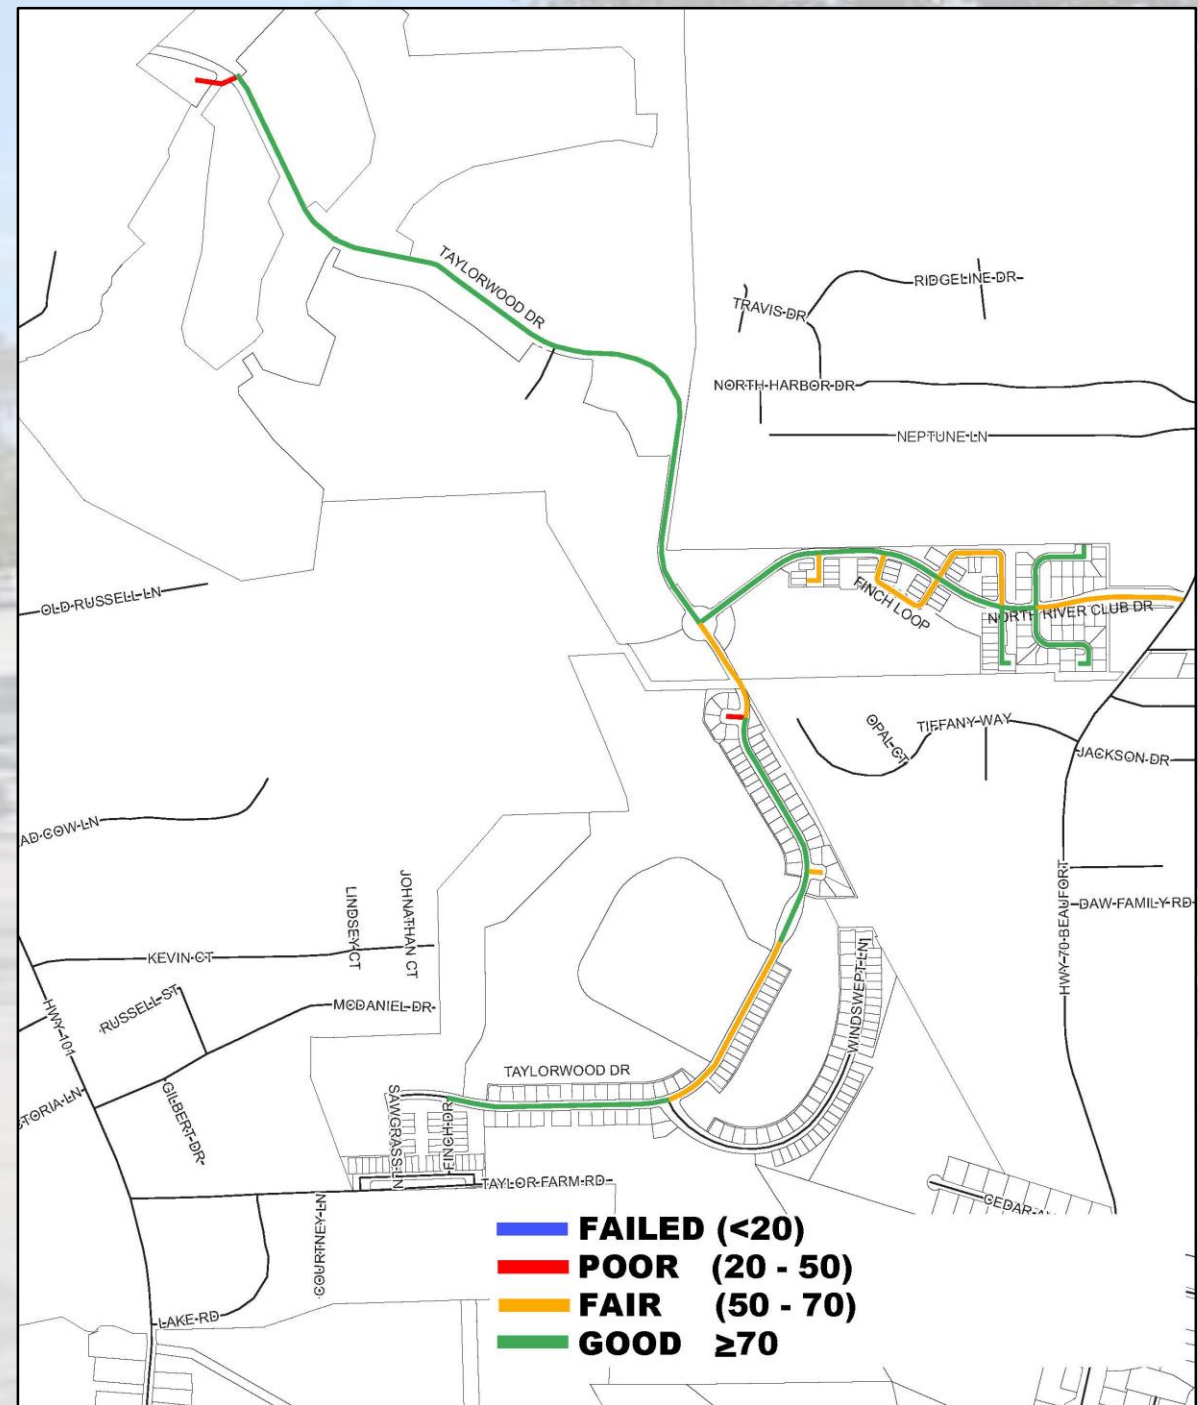 TAYLORWOOD DR
RIDGELINE DR
TRAVIS DR
NORTH HARBOR DR
NEPTUNE LN
OLD RUSSELL LN
FINCH LOOP
NORTH RIVER CLUB DR
OPAL CT
TIFFANY WAY
JACKSON DR
AD COW LN
LINDSEY CT
JOHNATHAN CT
HWY 70 BEAUFORT
DAW FAMILY RD
KEVIN CT
WINDSWEPT LN
RUSSELL ST
MCDANIEL DR
HWY 101
TAYLORWOOD DR
TORIA LN
GILBERT DR
SAWGRASS LN
FINCH DR
TAYLOR FARM RD
CEDAR
COURTNEY LN
LAKE RD
FAILED (<20)
POOR (20 - 50)
FAIR (50 - 70)
GOOD ≥70